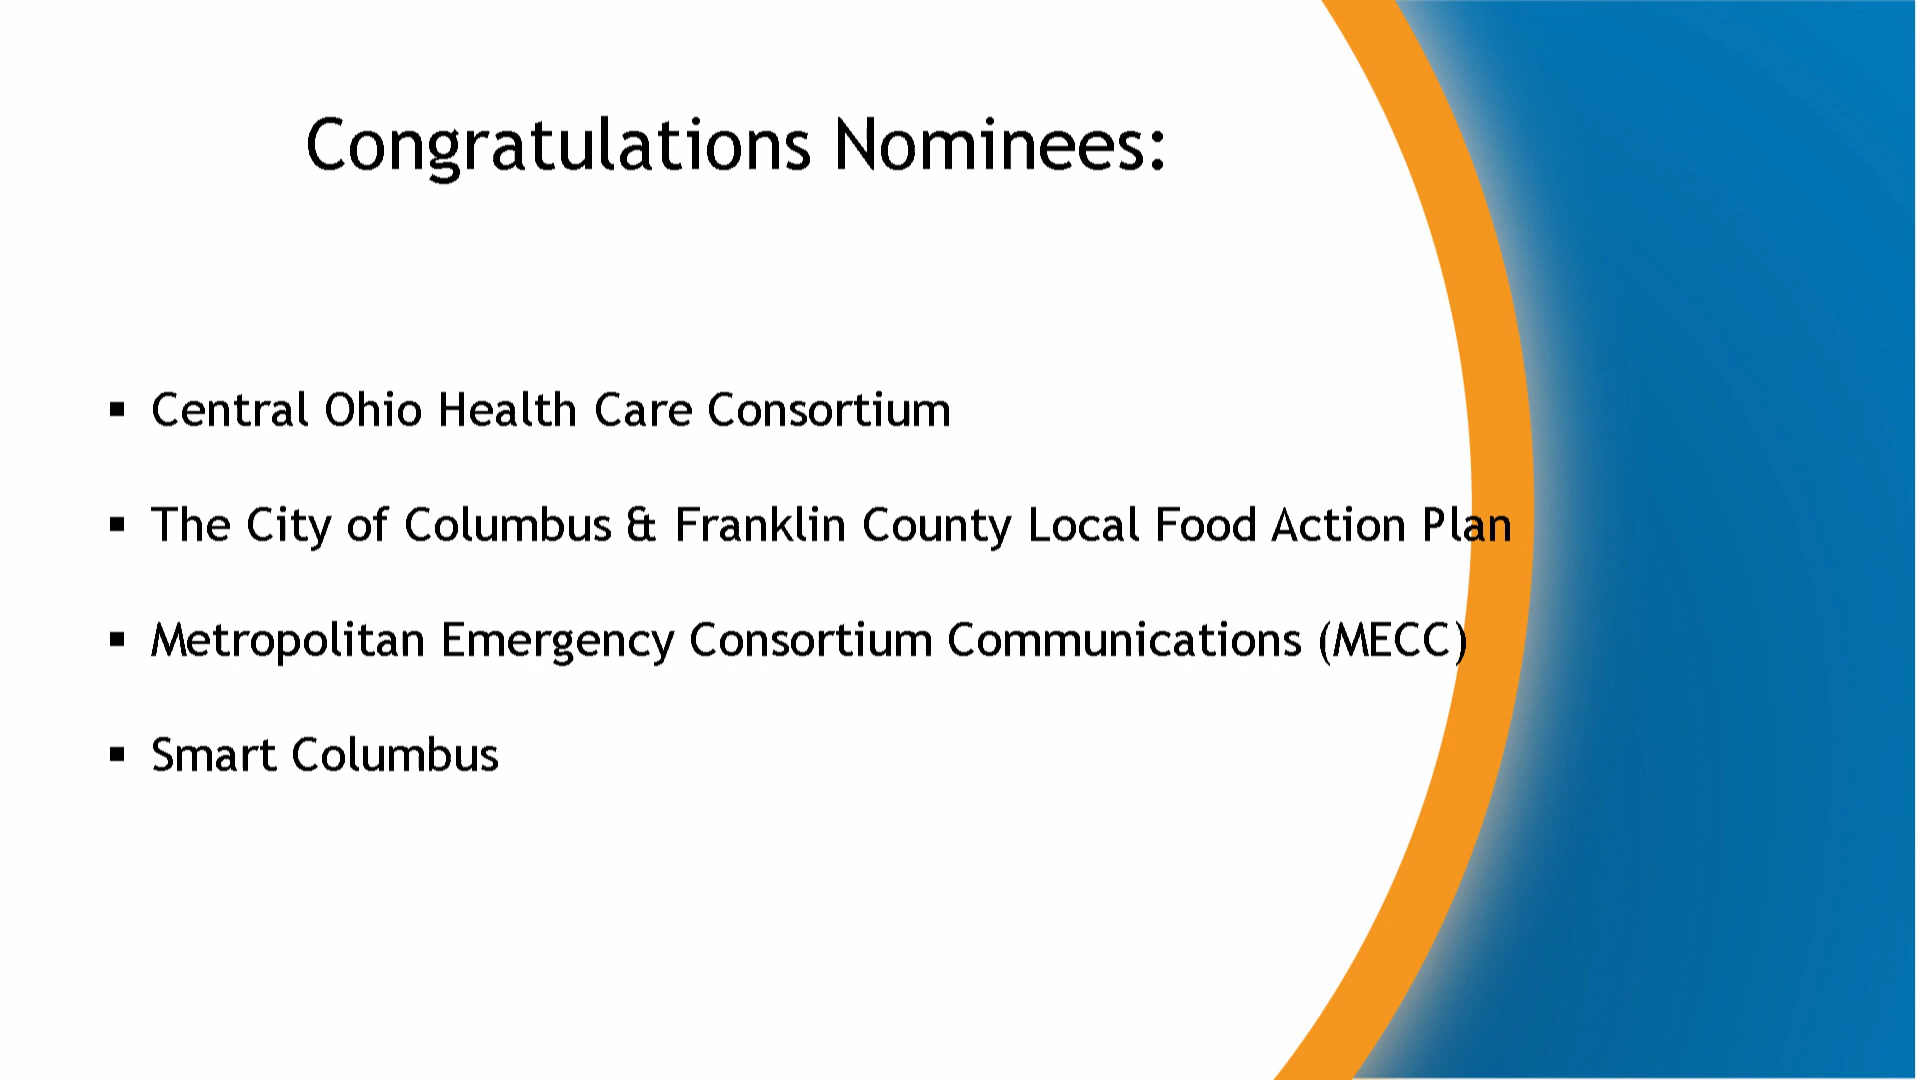 Congratulations Nominees:
▪ Central Ohio Health Care Consortium
▪ The City of Columbus & Franklin County Local Food Action Plan
▪ Metropolitan Emergency Consortium Communications (MECC)
▪ Smart Columbus